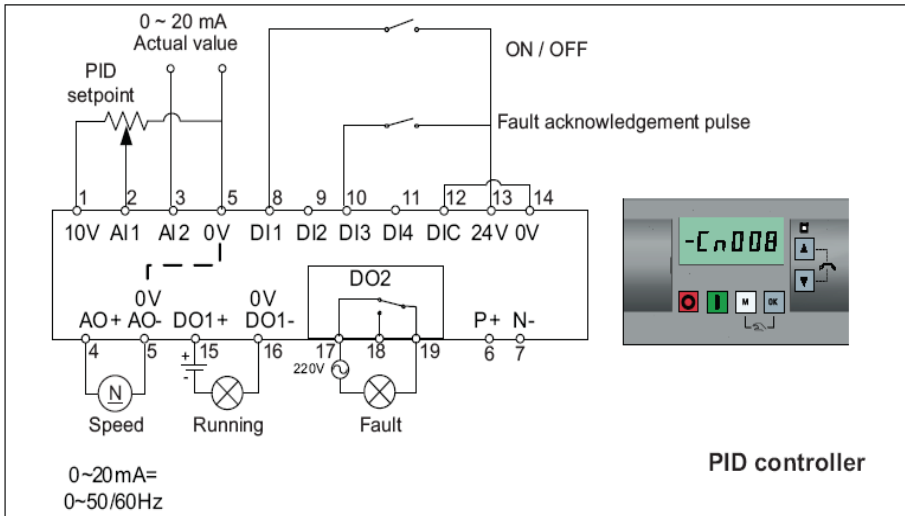 0 ~ 20 mA
Actual value
PID
setpoint
ON / OFF
Fault acknowledgement pulse
1 2 3 5 8 9 10 11 12 13 14
10V AI1 AI2 0V DI1 DI2 DI3 DI4 DIC 24V 0V
-Cn008
M OK
0V 0V DO2
AO+ AO- DO1+ DO1- P+ N-
4 5 15 16 17 18 19 6 7
+
-
220V
N
Speed Running Fault
0~20mA=
0~50/60Hz
PID controller